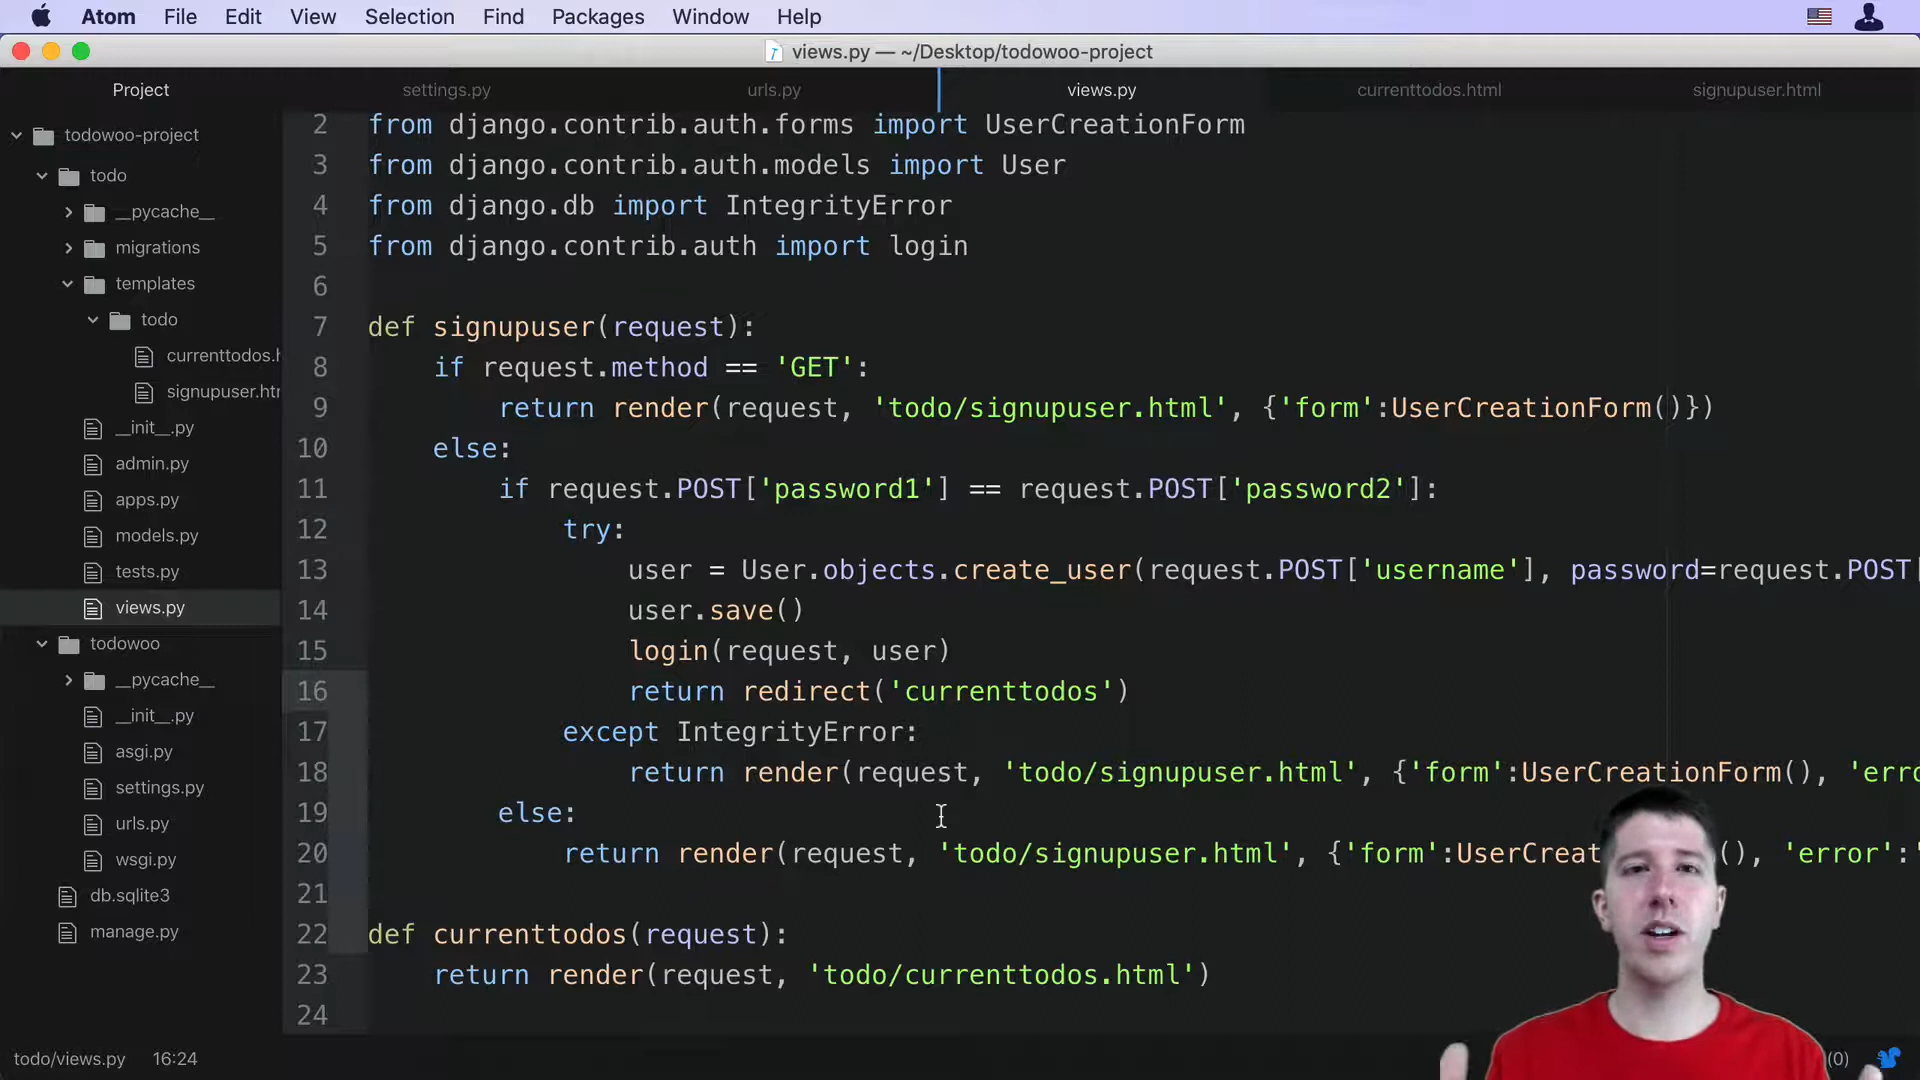 Atom File Edit View Selection Find Packages Window Help
views.py — ~/Desktop/todowoo-project
Project settings.py urls.py views.py currenttodos.html signupuser.html
todowoo-project
todo
__pycache__
migrations
templates
todo
currenttodos.h
signupuser.htm
__init__.py
admin.py
apps.py
models.py
tests.py
views.py
todowoo
__pycache__
__init__.py
asgi.py
settings.py
urls.py
wsgi.py
db.sqlite3
manage.py
2 from django.contrib.auth.forms import UserCreationForm
3 from django.contrib.auth.models import User
4 from django.db import IntegrityError
5 from django.contrib.auth import login
6
7 def signupuser(request):
8 if request.method == 'GET':
9 return render(request, 'todo/signupuser.html', {'form':UserCreationForm()})
10 else:
11 if request.POST['password1'] == request.POST['password2']:
12 try:
13 user = User.objects.create_user(request.POST['username'], password=request.POST[
14 user.save()
15 login(request, user)
16 return redirect('currenttodos')
17 except IntegrityError:
18 return render(request, 'todo/signupuser.html', {'form':UserCreationForm(), 'erro
19 else:
20 return render(request, 'todo/signupuser.html', {'form':UserCreat (), 'error':'
21
22 def currenttodos(request):
23 return render(request, 'todo/currenttodos.html')
24
todo/views.py 16:24 (0)